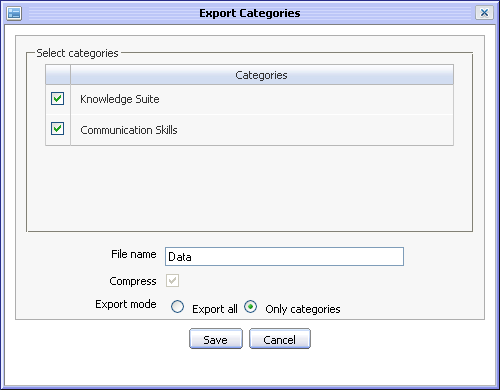 Export Categories
Select categories
Categories
Knowledge Suite
Communication Skills
File name Data
Compress
Export mode Export all Only categories
Save Cancel